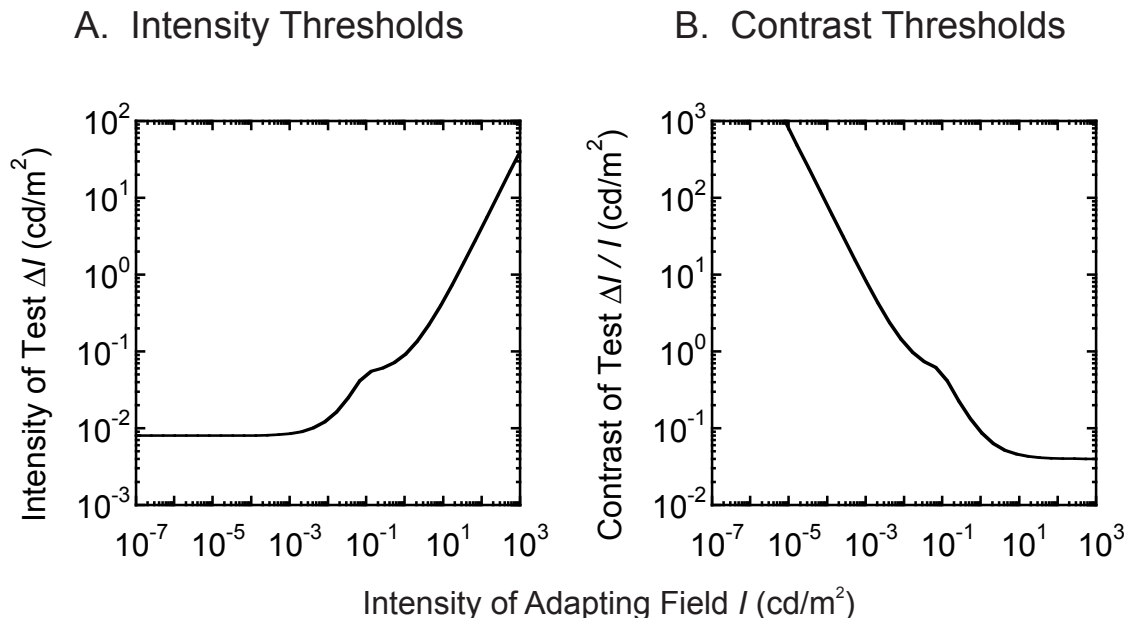 A. Intensity Thresholds
B. Contrast Thresholds
Intensity of Test ΔI (cd/m²)
10²
10¹
10⁰
10⁻¹
10⁻²
10⁻³
10⁻⁷ 10⁻⁵ 10⁻³ 10⁻¹ 10¹ 10³
Contrast of Test ΔI / I (cd/m²)
10³
10²
10¹
10⁰
10⁻¹
10⁻²
10⁻⁷ 10⁻⁵ 10⁻³ 10⁻¹ 10¹ 10³
Intensity of Adapting Field I (cd/m²)